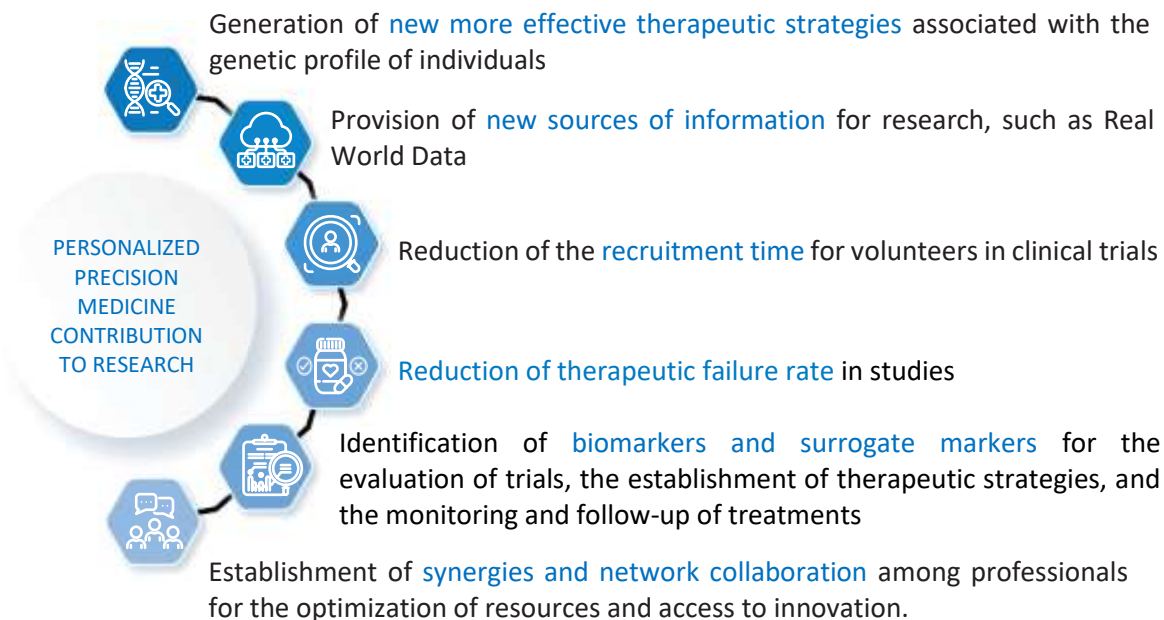 Generation of new more effective therapeutic strategies associated with the
genetic profile of individuals
Provision of new sources of information for research, such as Real
World Data
PERSONALIZED
PRECISION
MEDICINE
CONTRIBUTION
TO RESEARCH
Reduction of the recruitment time for volunteers in clinical trials
Reduction of therapeutic failure rate in studies
Identification of biomarkers and surrogate markers for the
evaluation of trials, the establishment of therapeutic strategies, and
the monitoring and follow-up of treatments
Establishment of synergies and network collaboration among professionals
for the optimization of resources and access to innovation.